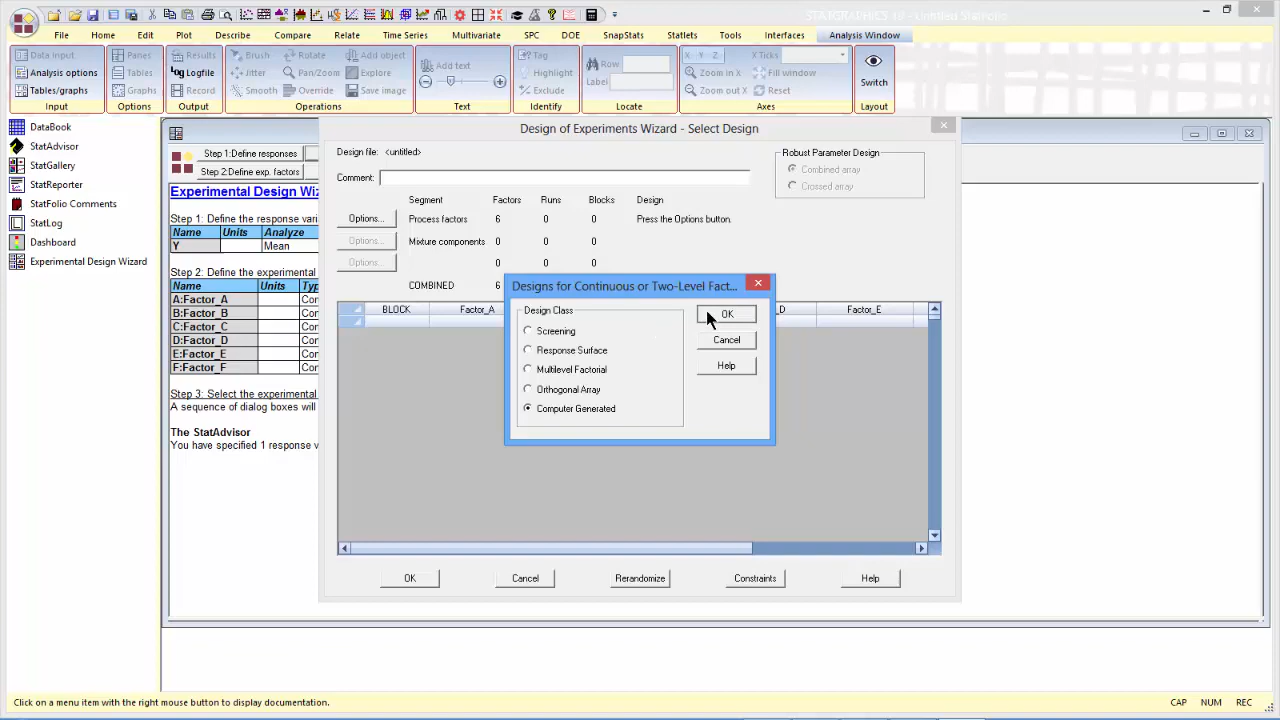 STATGRAPHICS 18 - Untitled StatFolio
File Home Edit Plot Describe Compare Relate Time Series Multivariate SPC DOE SnapStats Statlets Tools Interfaces Analysis Window
Data input Panes Results Brush Rotate Add object Add text Tag Row X Y Z X Ticks
Analysis options Tables Logfile Jitter Pan/Zoom Explore Highlight Label Zoom in X Fill window Switch
Tables/graphs Graphs Record Smooth Override Save image Exclude Zoom out X Reset
Input Options Output Operations Text Identify Locate Axes Layout
DataBook
StatAdvisor
StatGallery
StatReporter
StatFolio Comments
StatLog
Dashboard
Experimental Design Wizard
Step 1:Define responses
Step 2:Define exp. factors
Experimental Design Wiz
Step 1: Define the response vari
Name Units Analyze
Y Mean
Step 2: Define the experimental
Name Units Typ
A:Factor_A Con
B:Factor_B Con
C:Factor_C Con
D:Factor_D Con
E:Factor_E Con
F:Factor_F Con
Step 3: Select the experimental
A sequence of dialog boxes will
The StatAdvisor
You have specified 1 response v
Design of Experiments Wizard - Select Design
Design file: <untitled>
Comment:
Robust Parameter Design
Combined array
Crossed array
Segment Factors Runs Blocks Design
Options... Process factors 6 0 0 Press the Options button.
Options... Mixture components 0 0 0
Options... 0 0 0
COMBINED 6
BLOCK Factor_A _D Factor_E
Designs for Continuous or Two-Level Fact...
Design Class
Screening
Response Surface
Multilevel Factorial
Orthogonal Array
Computer Generated
OK
Cancel
Help
OK Cancel Rerandomize Constraints Help
Click on a menu item with the right mouse button to display documentation.
CAP NUM REC